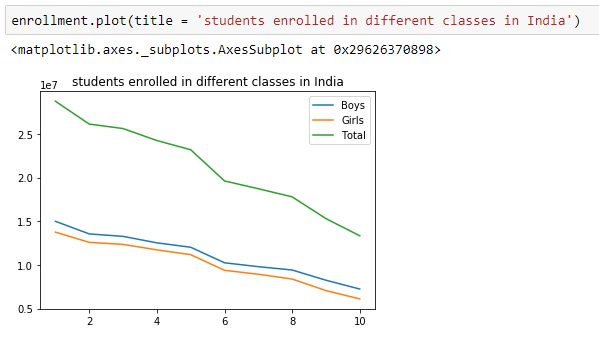 enrollment.plot(title = 'students enrolled in different classes in India')
<matplotlib.axes._subplots.AxesSubplot at 0x29626370898>
students enrolled in different classes in India
1e7
Boys
Girls
Total
2.5
2.0
1.5
1.0
0.5
2 4 6 8 10